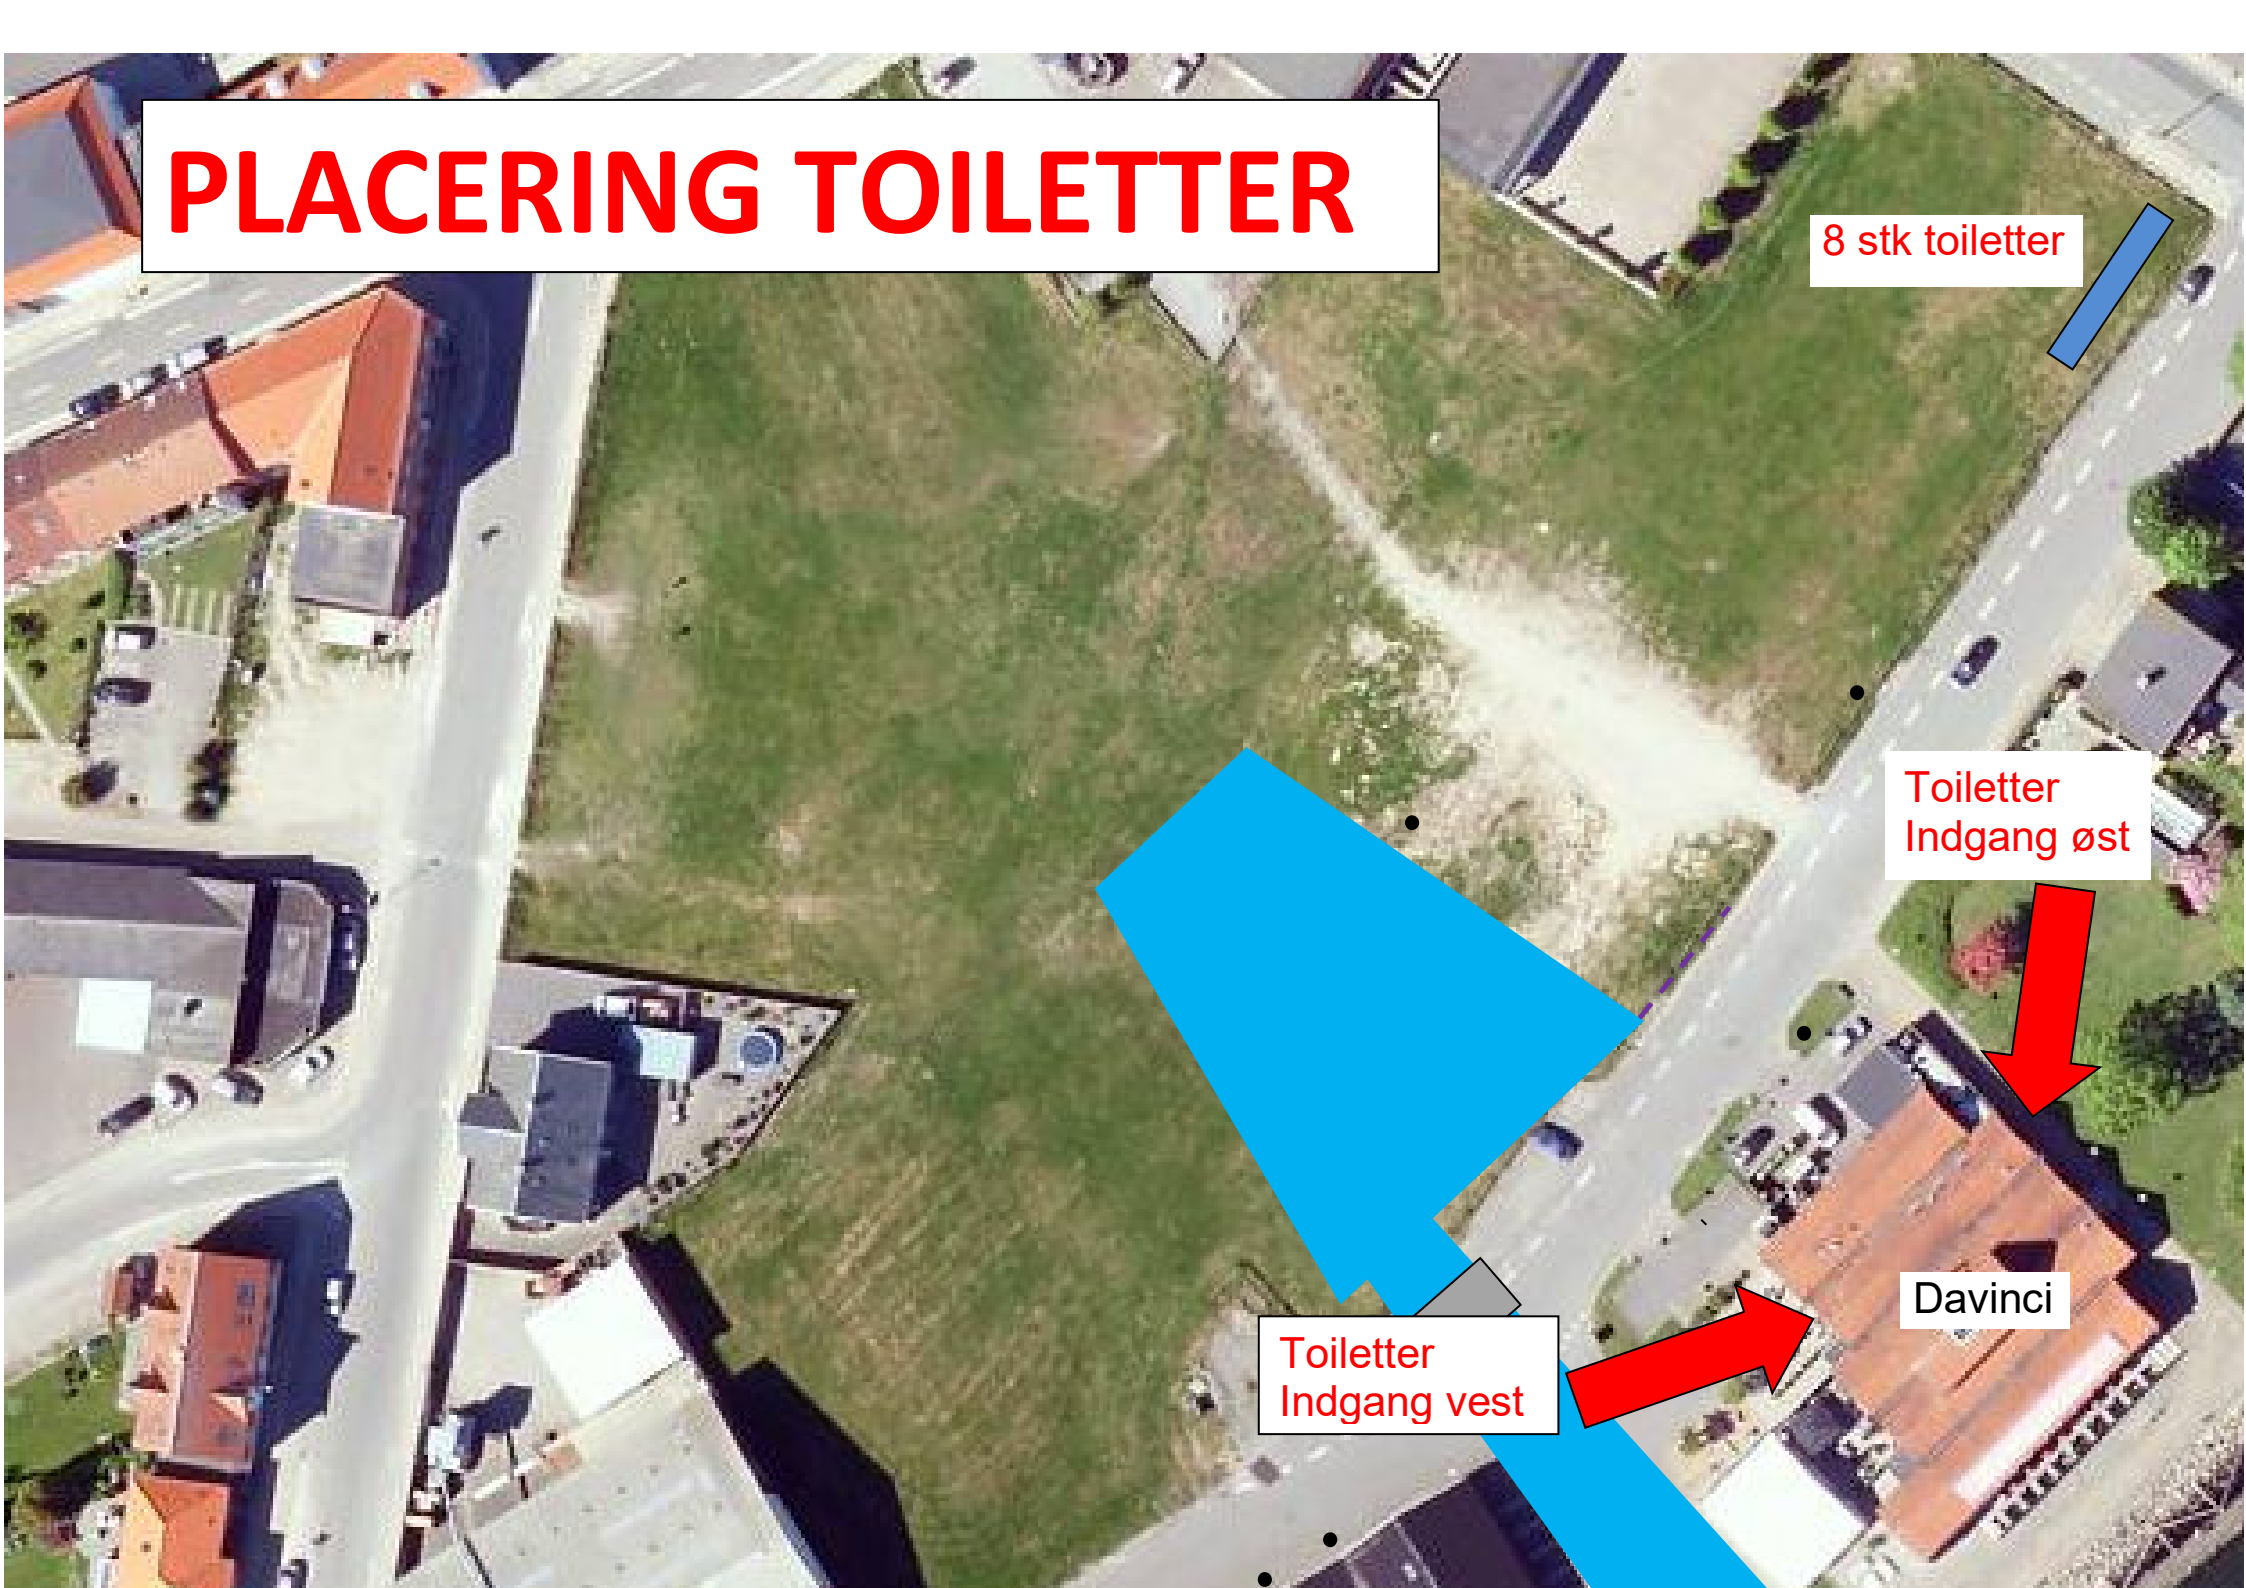 PLACERING TOILETTER
8 stk toiletter
Toiletter
Indgang øst
Davinci
Toiletter
Indgang vest